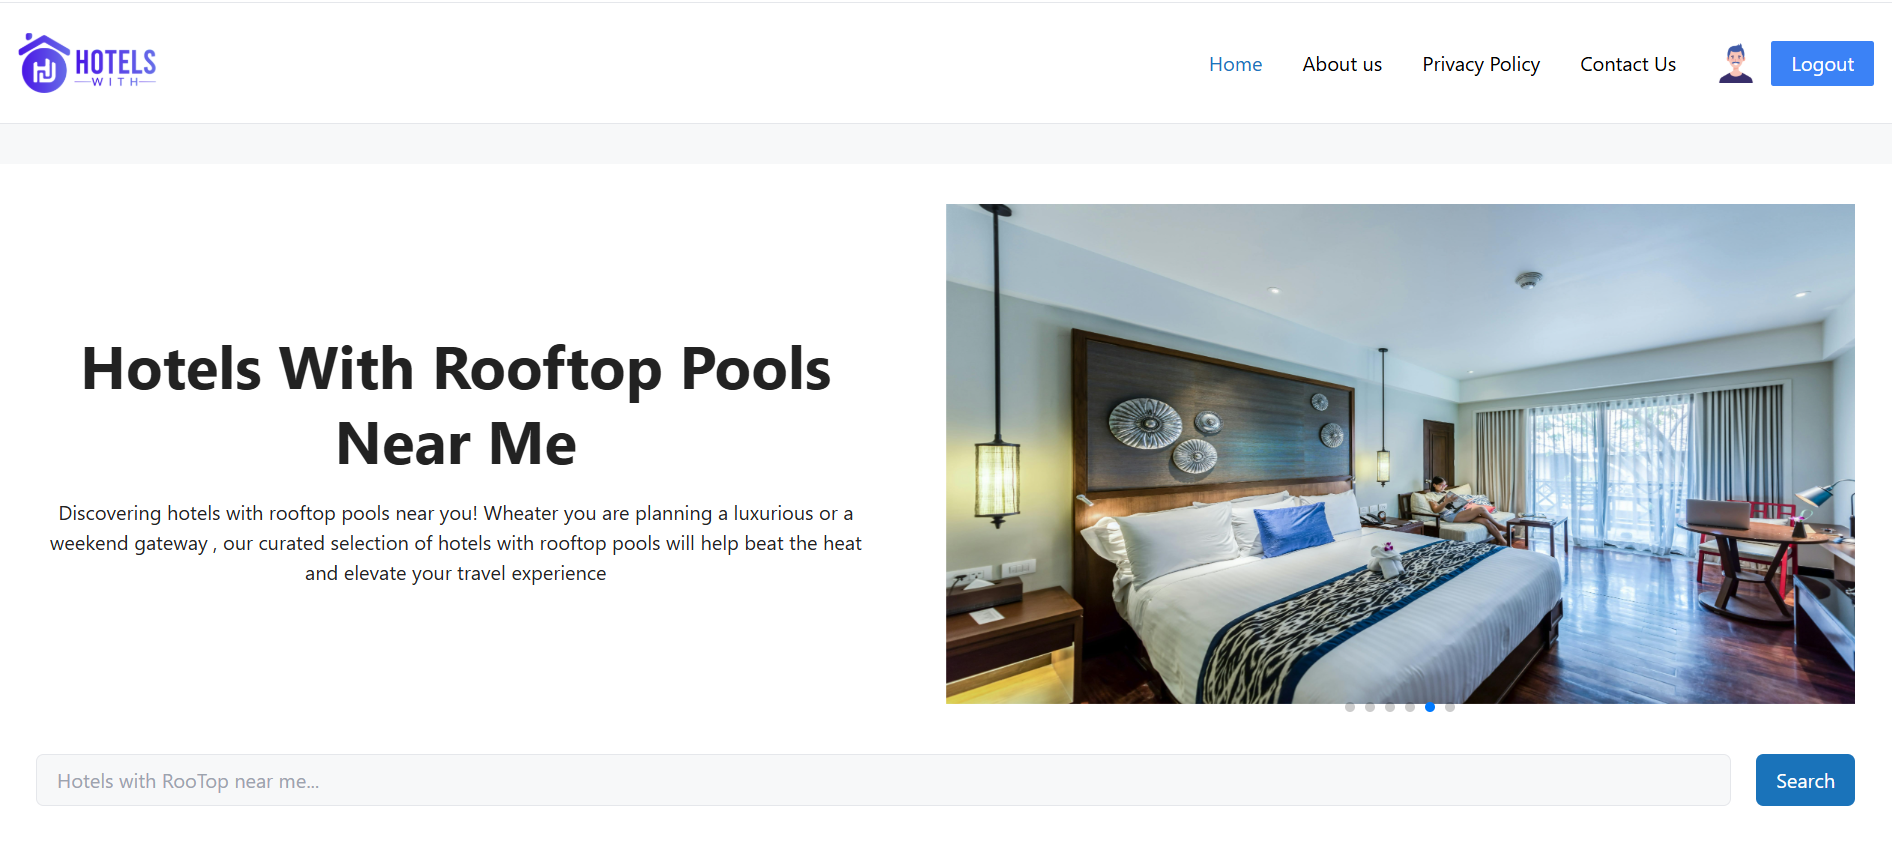 HOTELS
WITH
Home About us Privacy Policy Contact Us Logout
Hotels With Rooftop Pools
Near Me
Discovering hotels with rooftop pools near you! Wheater you are planning a luxurious or a
weekend gateway , our curated selection of hotels with rooftop pools will help beat the heat
and elevate your travel experience
Hotels with RooTop near me...
Search